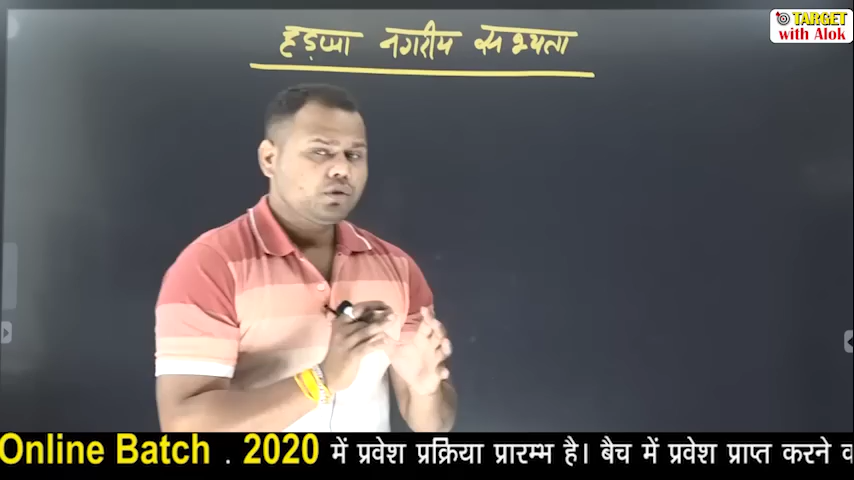 हड़प्पा नगरीय सभ्यता
TARGET
with Alok
Online Batch . 2020 में प्रवेश प्रक्रिया प्रारम्भ है। बैच में प्रवेश प्राप्त करने